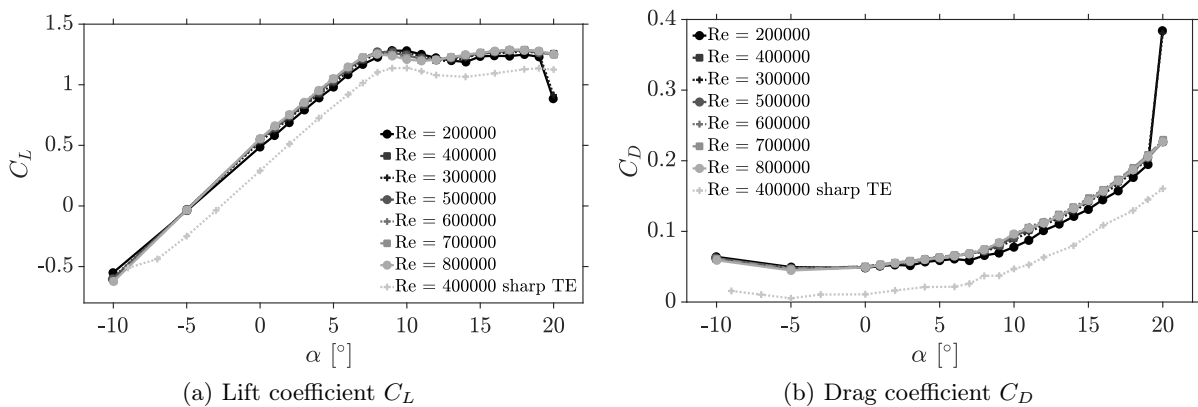 1.5
1
0.5
0
-0.5
C_L
Re = 200000
Re = 400000
Re = 300000
Re = 500000
Re = 600000
Re = 700000
Re = 800000
Re = 400000 sharp TE
-10 -5 0 5 10 15 20
α [°]
(a) Lift coefficient C_L
0.4
0.3
0.2
0.1
0
C_D
Re = 200000
Re = 400000
Re = 300000
Re = 500000
Re = 600000
Re = 700000
Re = 800000
Re = 400000 sharp TE
-10 -5 0 5 10 15 20
α [°]
(b) Drag coefficient C_D